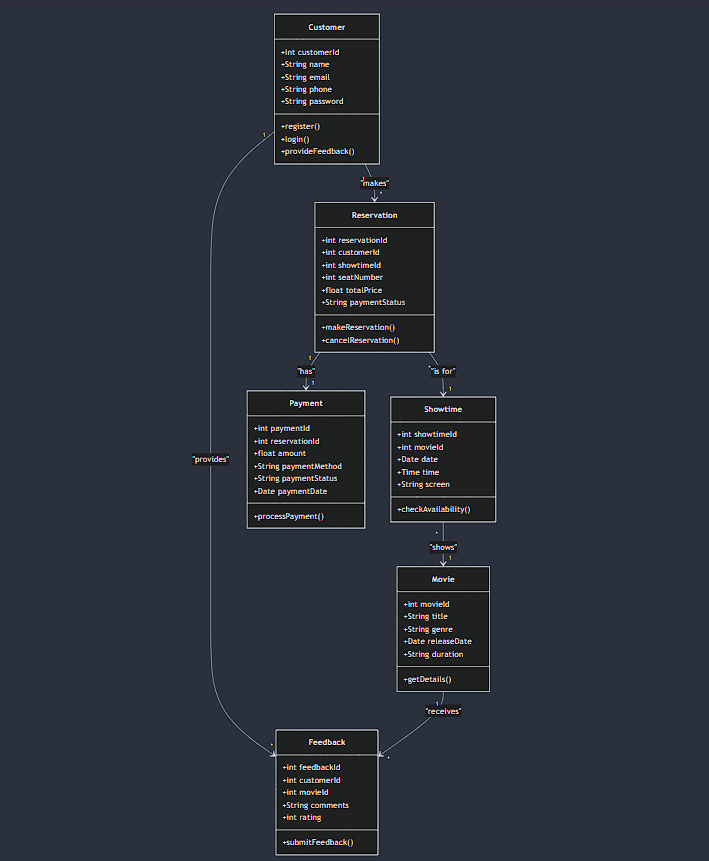 Customer
+int customerId
+String name
+String email
+String phone
+String password
+register()
+login()
+provideFeedback()
1
1
"makes"
*
Reservation
+int reservationId
+int customerId
+int showtimeId
+int seatNumber
+float totalPrice
+String paymentStatus
+makeReservation()
+cancelReservation()
1
"has"
1
*
"is for"
1
Payment
+int paymentId
+int reservationId
+float amount
+String paymentMethod
+String paymentStatus
+Date paymentDate
+processPayment()
Showtime
+int showtimeId
+int movieId
+Date date
+Time time
+String screen
+checkAvailability()
"provides"
*
"shows"
1
Movie
+int movieId
+String title
+String genre
+Date releaseDate
+String duration
+getDetails()
1
"receives"
*
*
Feedback
+int feedbackId
+int customerId
+int movieId
+String comments
+int rating
+submitFeedback()